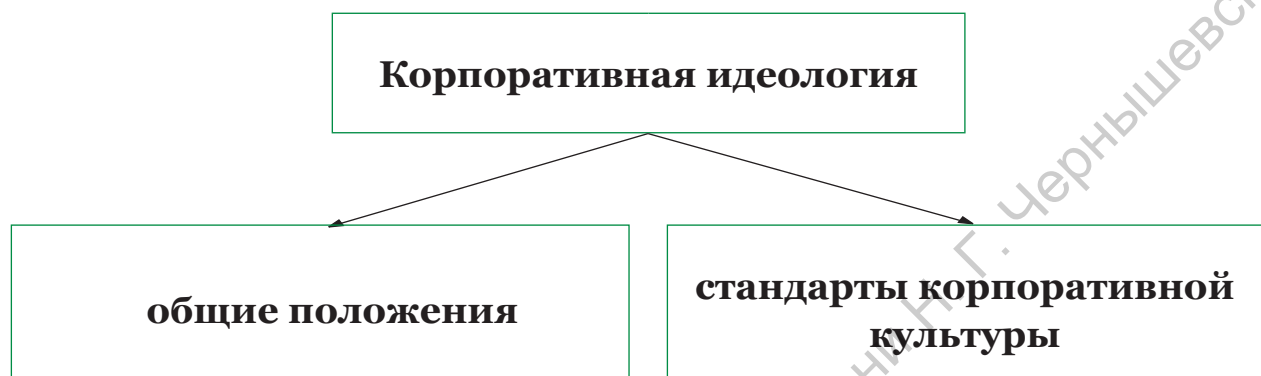 Корпоративная идеология
общие положения
стандарты корпоративной
культуры
Н. Г.